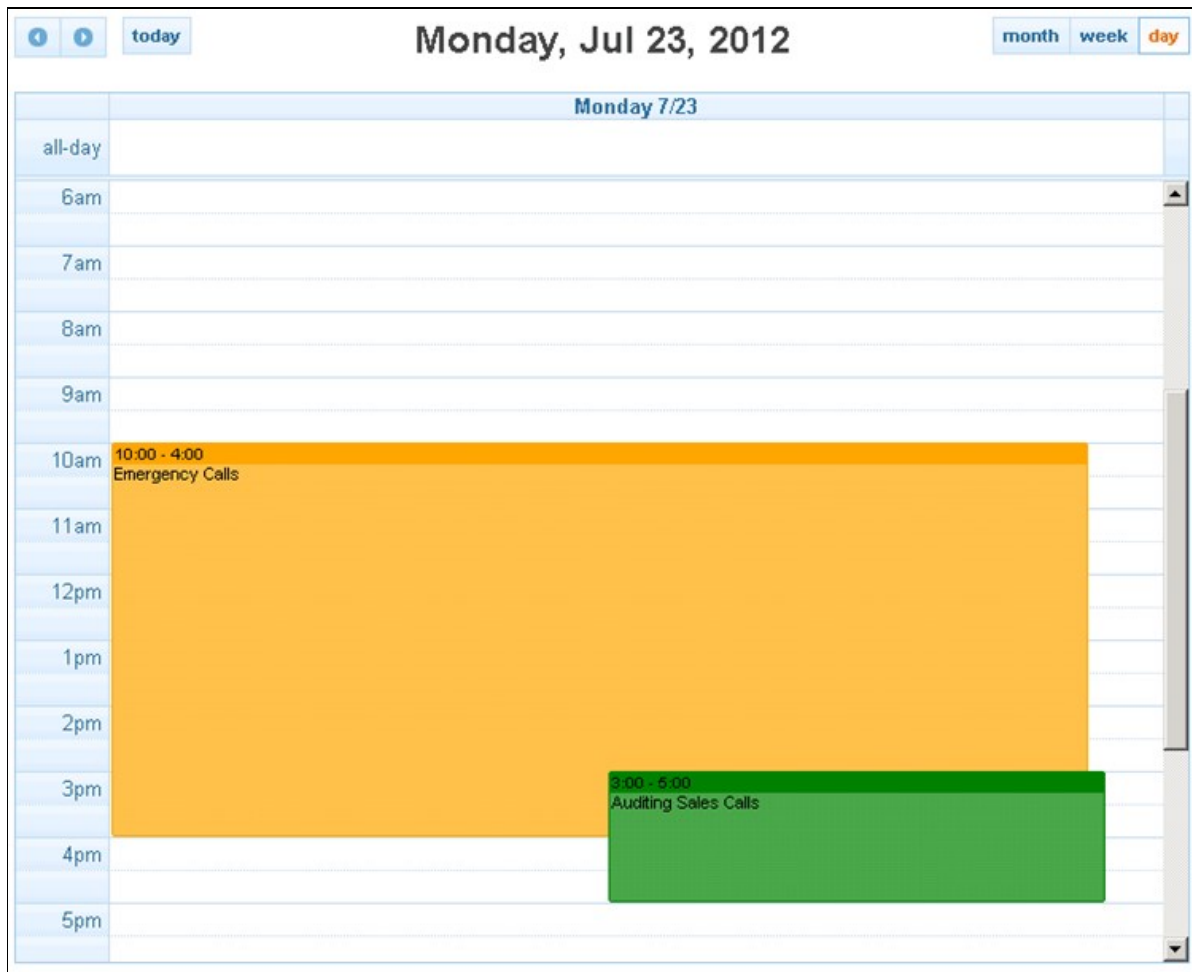 today
Monday, Jul 23, 2012
month week day
Monday 7/23
all-day
6am
7am
8am
9am
10am
10:00 - 4:00
Emergency Calls
11am
12pm
1pm
2pm
3pm
3:00 - 5:00
Auditing Sales Calls
4pm
5pm